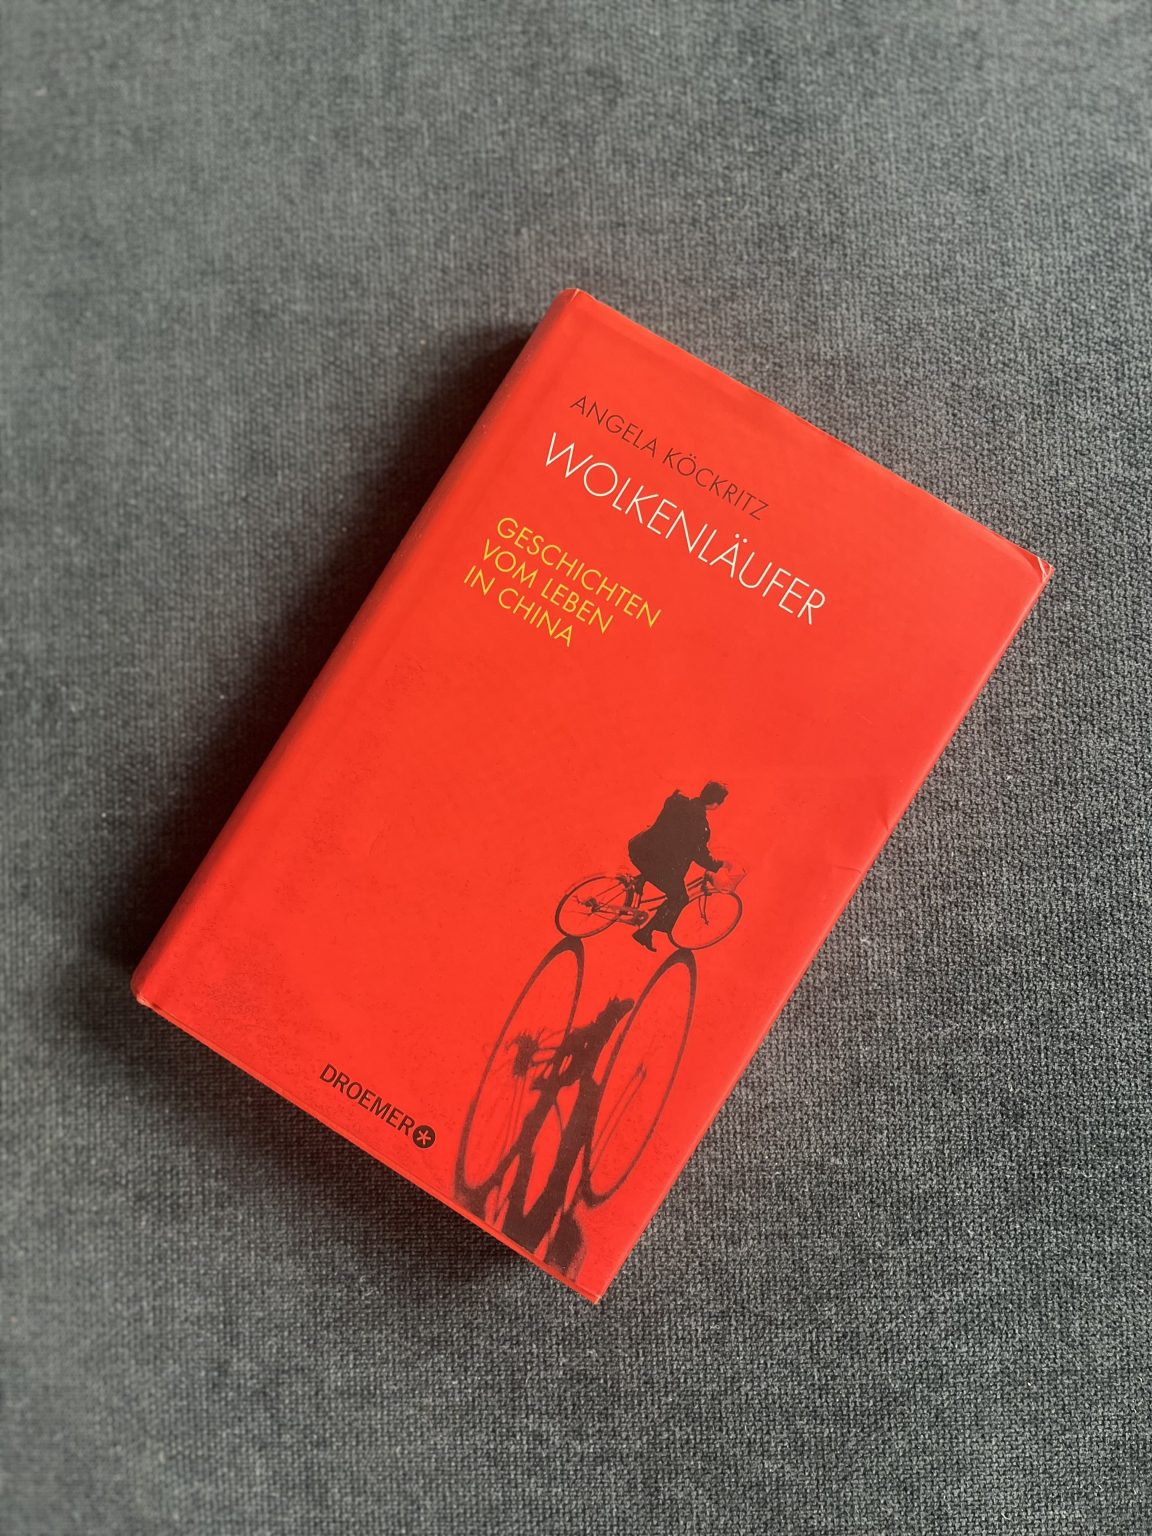 ANGELA KÖCKRITZ
WOLKENLÄUFER
GESCHICHTEN
VOM LEBEN
IN CHINA
DROEMER